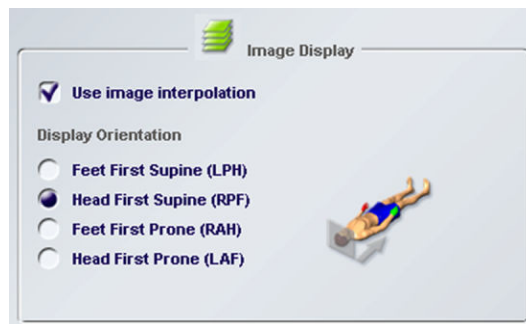 Image Display
Use image interpolation
Display Orientation
Feet First Supine (LPH)
Head First Supine (RPF)
Feet First Prone (RAH)
Head First Prone (LAF)